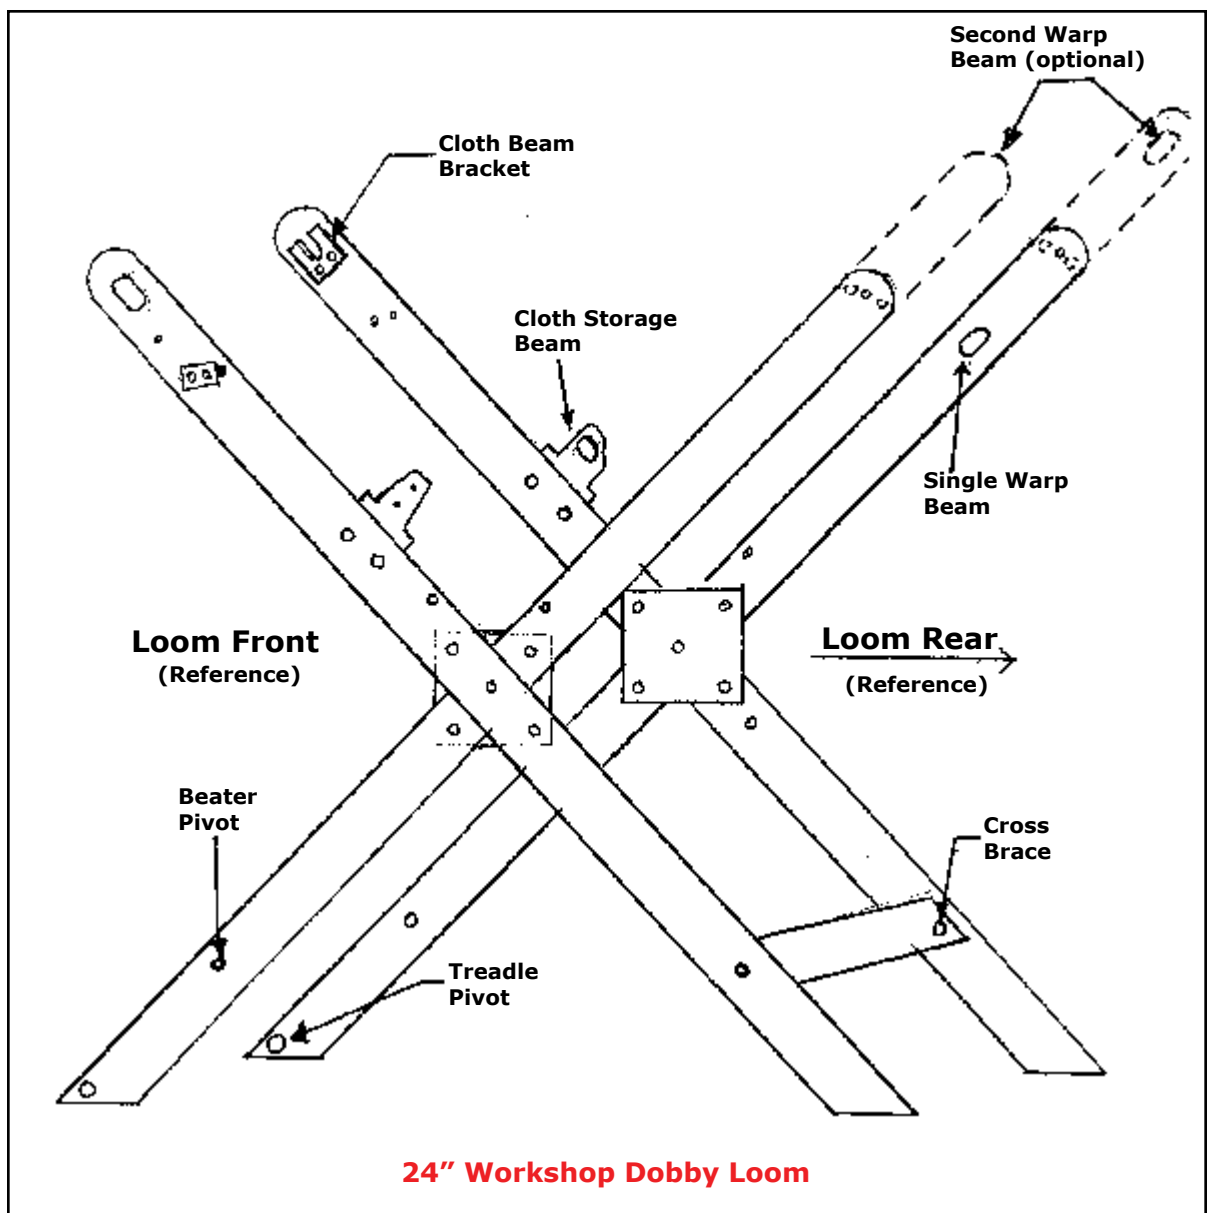 Second Warp
Beam (optional)
Cloth Beam
Bracket
Cloth Storage
Beam
Single Warp
Beam
Loom Front
(Reference)
Loom Rear
(Reference)
Beater
Pivot
Cross
Brace
Treadle
Pivot
24” Workshop Dobby Loom